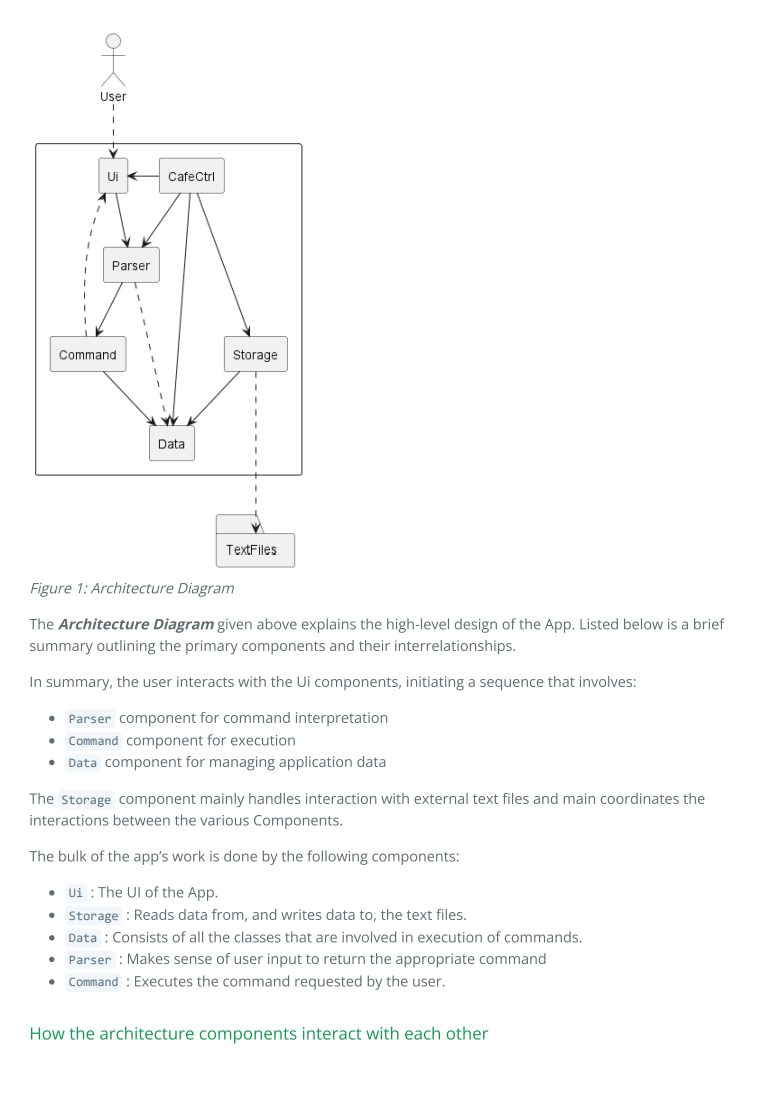 User
Ui
CafeCtrl
Parser
Command
Storage
Data
TextFiles
Figure 1: Architecture Diagram
The Architecture Diagram given above explains the high-level design of the App. Listed below is a brief
summary outlining the primary components and their interrelationships.
In summary, the user interacts with the Ui components, initiating a sequence that involves:
• Parser component for command interpretation
• Command component for execution
• Data component for managing application data
The Storage component mainly handles interaction with external text files and main coordinates the
interactions between the various Components.
The bulk of the app’s work is done by the following components:
• Ui : The UI of the App.
• Storage : Reads data from, and writes data to, the text files.
• Data : Consists of all the classes that are involved in execution of commands.
• Parser : Makes sense of user input to return the appropriate command
• Command : Executes the command requested by the user.
How the architecture components interact with each other